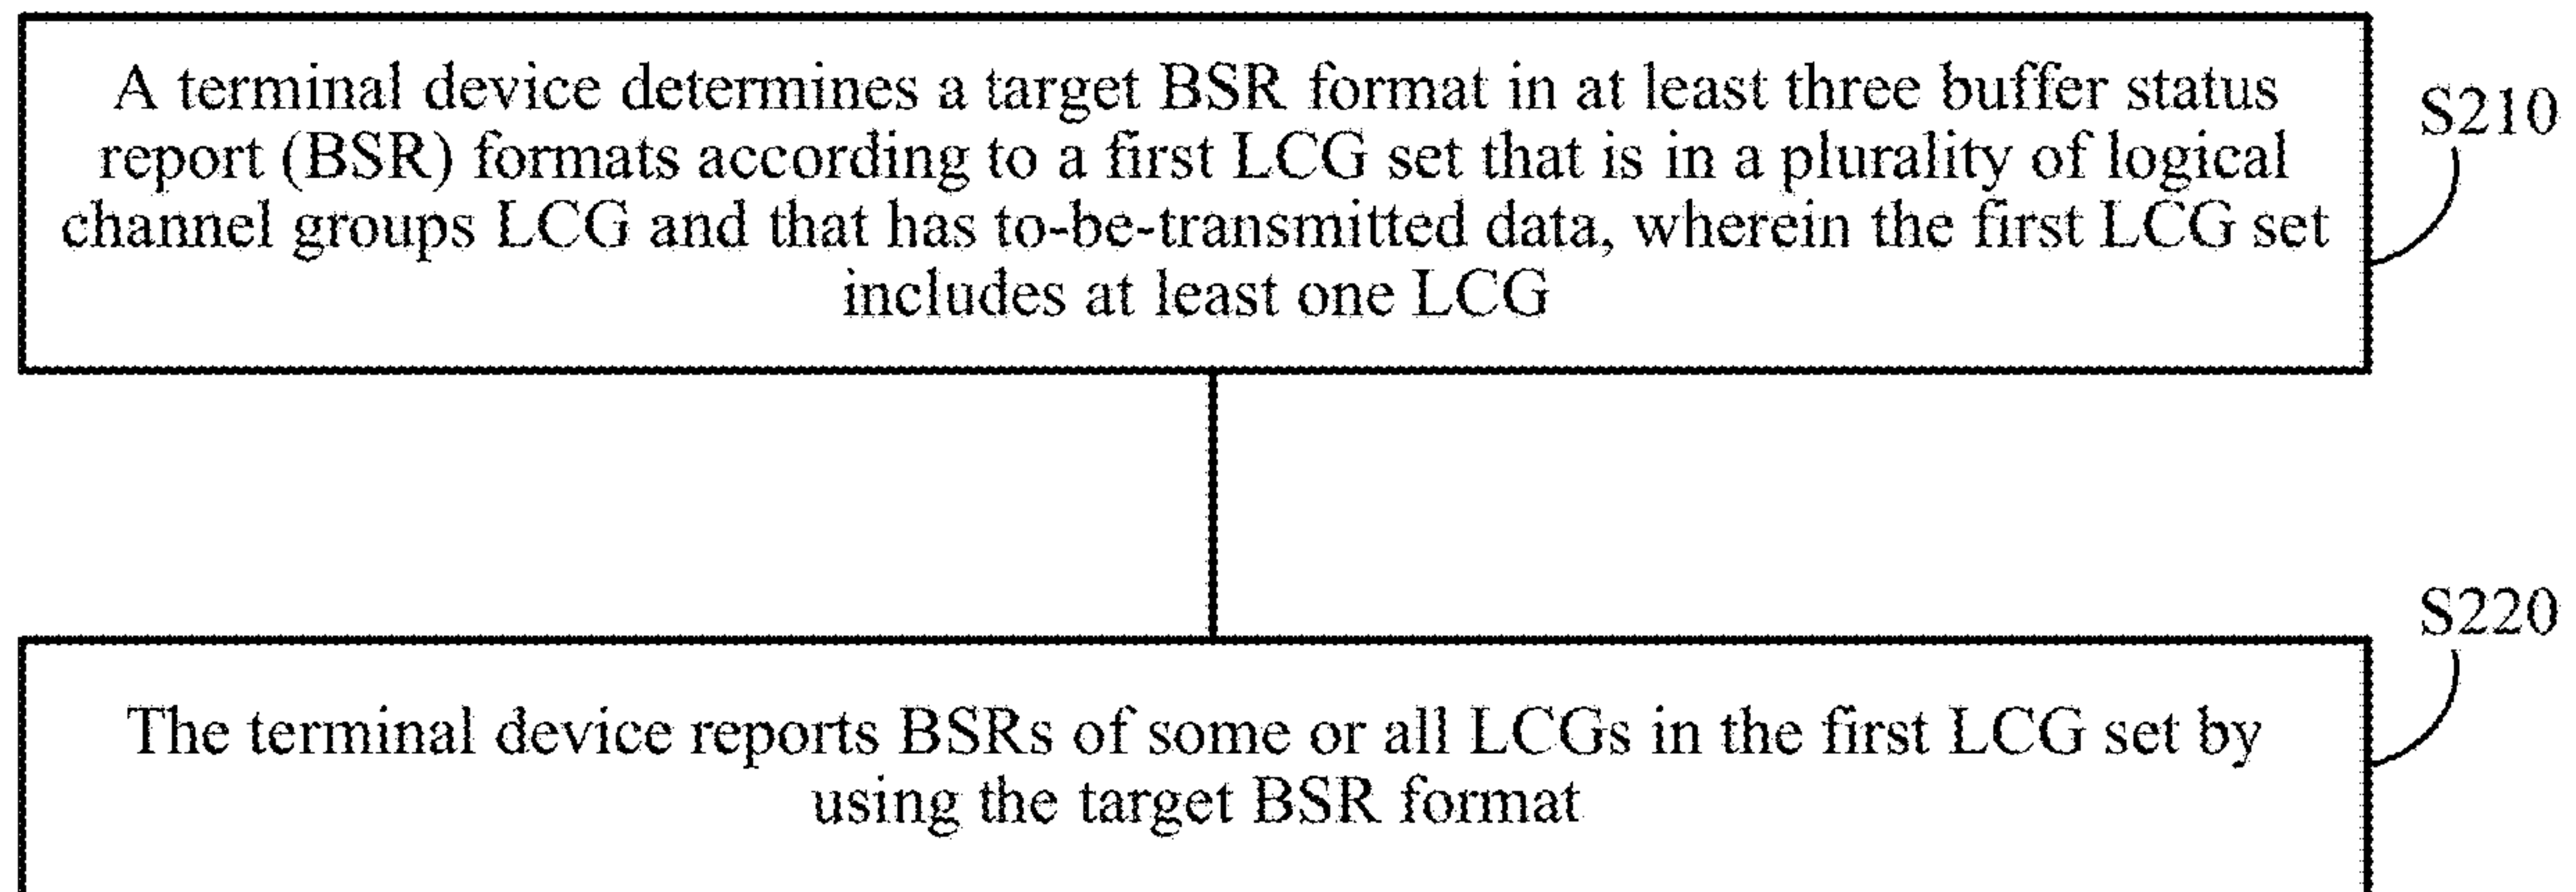 A terminal device determines a target BSR format in at least three buffer status
report (BSR) formats according to a first LCG set that is in a plurality of logical
channel groups LCG and that has to-be-transmitted data, wherein the first LCG set
includes at least one LCG
S210
The terminal device reports BSRs of some or all LCGs in the first LCG set by
using the target BSR format
S220